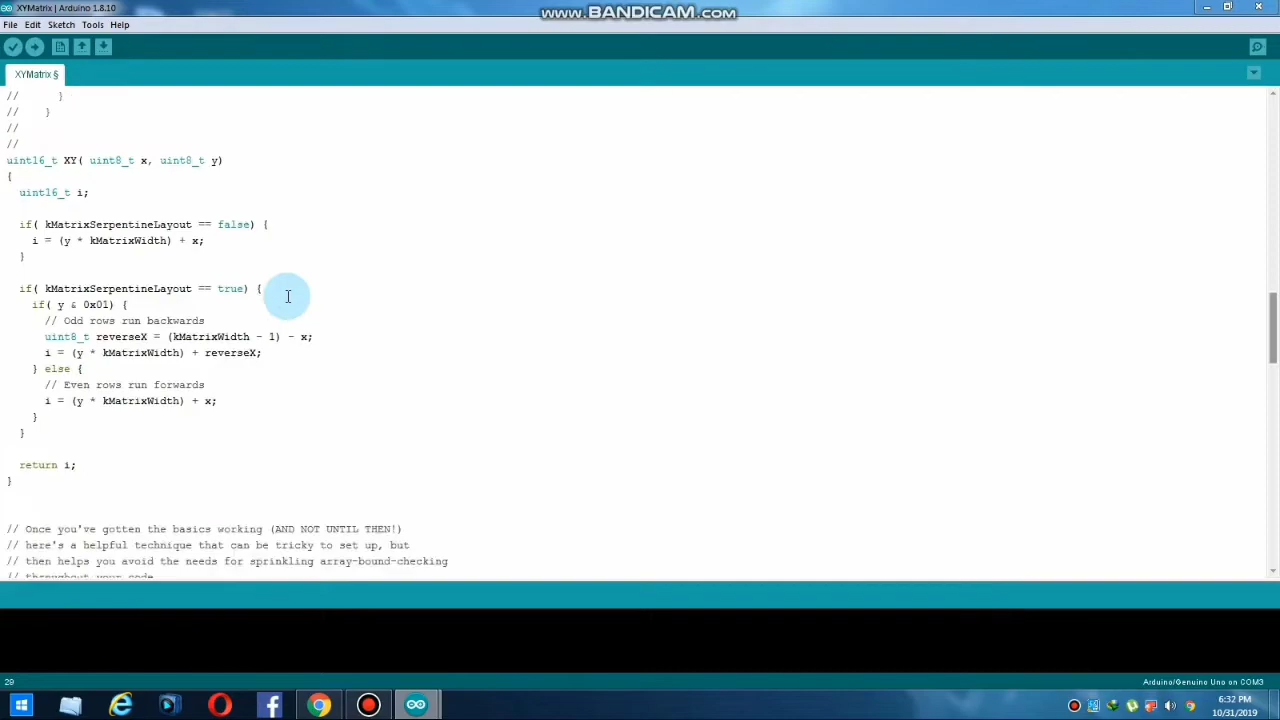 XYMatrix | Arduino 1.8.10
www.BANDICAM.com
File Edit Sketch Tools Help
XYMatrix §
//      }
//    }
//
//
uint16_t XY( uint8_t x, uint8_t y)
{
  uint16_t i;
  if( kMatrixSerpentineLayout == false) {
    i = (y * kMatrixWidth) + x;
  }
  if( kMatrixSerpentineLayout == true) {
    if( y & 0x01) {
      // Odd rows run backwards
      uint8_t reverseX = (kMatrixWidth - 1) - x;
      i = (y * kMatrixWidth) + reverseX;
    } else {
      // Even rows run forwards
      i = (y * kMatrixWidth) + x;
    }
  }
  return i;
}
// Once you've gotten the basics working (AND NOT UNTIL THEN!)
// here's a helpful technique that can be tricky to set up, but
// then helps you avoid the needs for sprinkling array-bound-checking
// throughout your code
29
Arduino/Genuino Uno on COM3
6:32 PM
10/31/2019